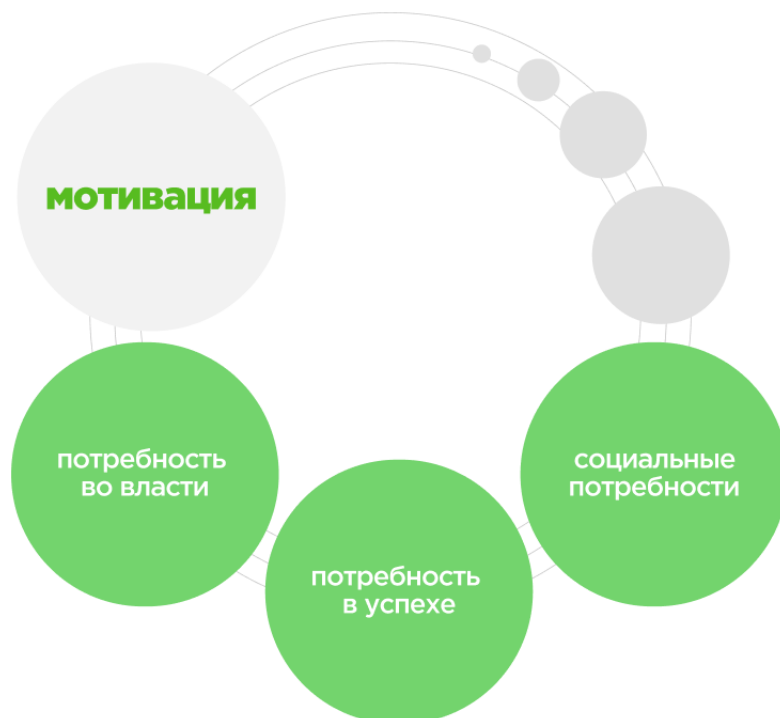 мотивация
потребность
во власти
потребность
в успехе
социальные
потребности